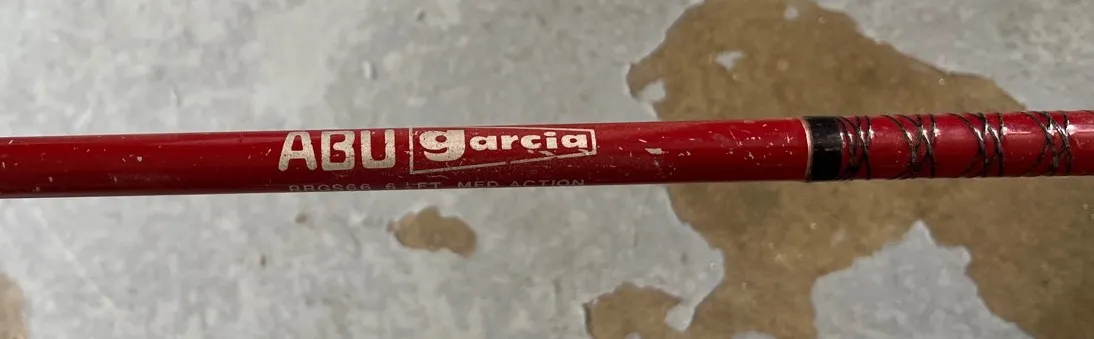 ABU garcia
6 FT. MED ACTION